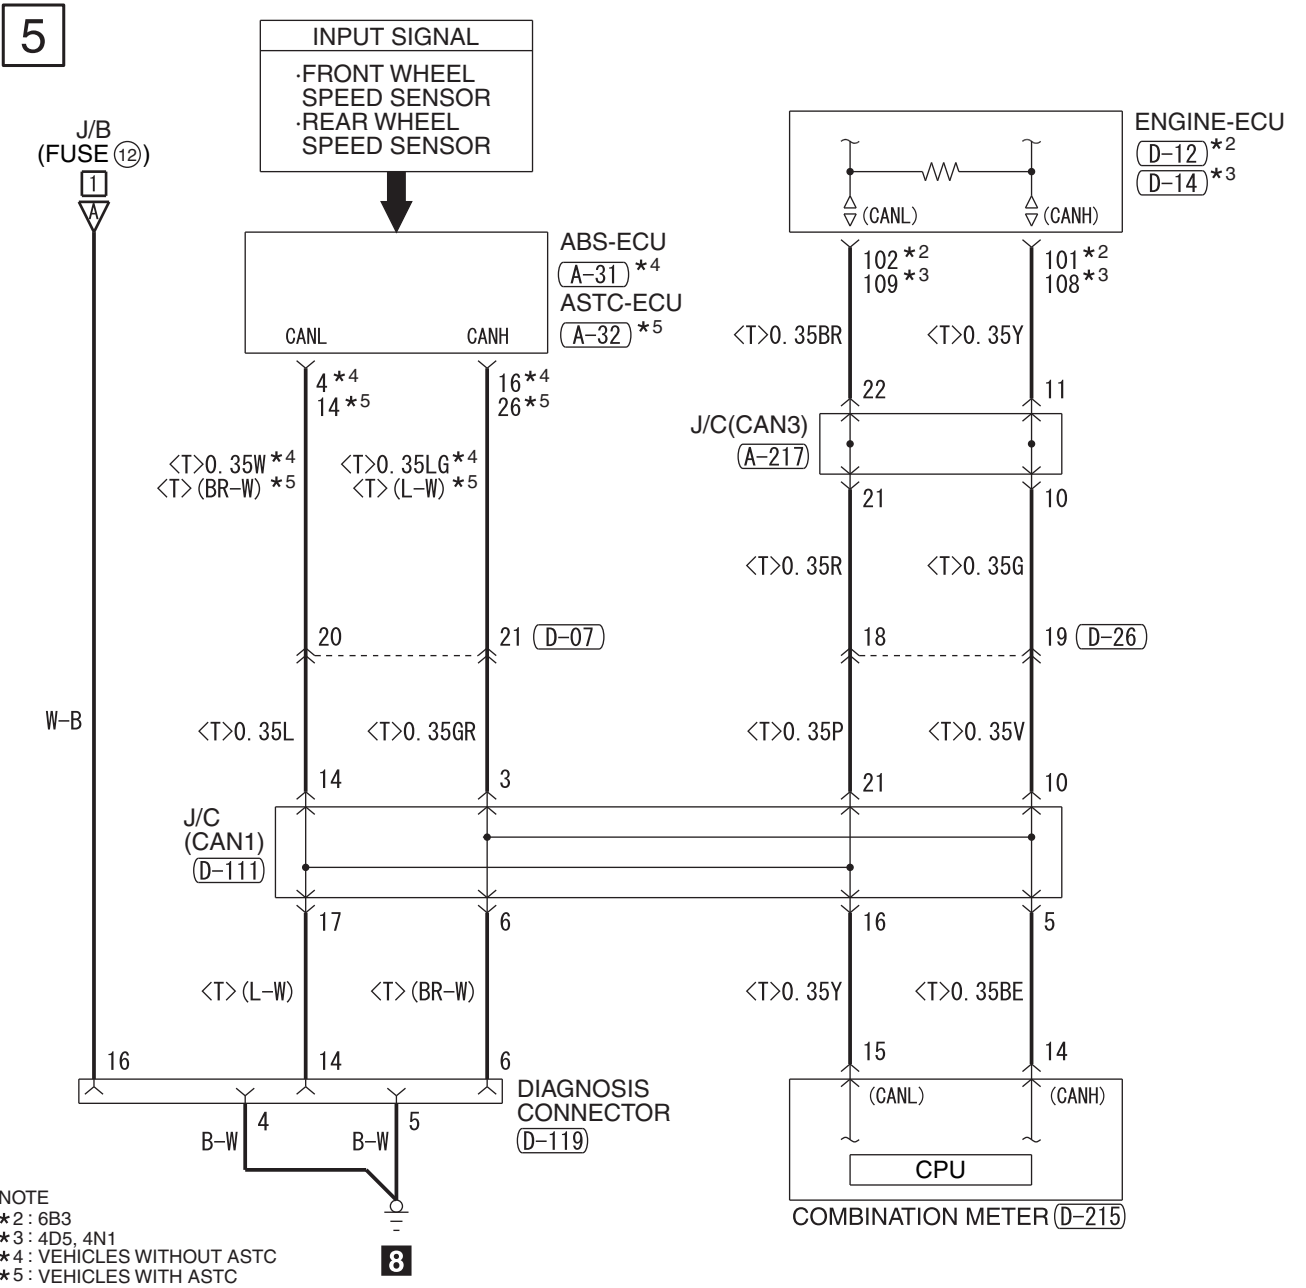 5
INPUT SIGNAL
·FRONT WHEEL
SPEED SENSOR
·REAR WHEEL
SPEED SENSOR
J/B
(FUSE ⑫)
1
A
ENGINE-ECU
D-12 *2
D-14 *3
(CANL)
(CANH)
ABS-ECU
A-31 *4
ASTC-ECU
A-32 *5
CANL
CANH
102 *2
109 *3
101 *2
108 *3
<T>0. 35BR
<T>0. 35Y
4 *4
14 *5
16 *4
26 *5
22
11
J/C(CAN3)
A-217
<T>0. 35W *4
<T> (BR-W) *5
<T>0. 35LG *4
<T> (L-W) *5
21
10
<T>0. 35R
<T>0. 35G
20
21 D-07
18
19 D-26
W-B
<T>0. 35L
<T>0. 35GR
<T>0. 35P
<T>0. 35V
14
3
21
10
J/C
(CAN1)
D-111
17
6
16
5
<T> (L-W)
<T> (BR-W)
<T>0. 35Y
<T>0. 35BE
16
14
6
15
14
DIAGNOSIS
CONNECTOR
D-119
(CANL)
(CANH)
4
5
B-W
B-W
CPU
COMBINATION METER D-215
8
NOTE
*2 : 6B3
*3 : 4D5, 4N1
*4 : VEHICLES WITHOUT ASTC
*5 : VEHICLES WITH ASTC